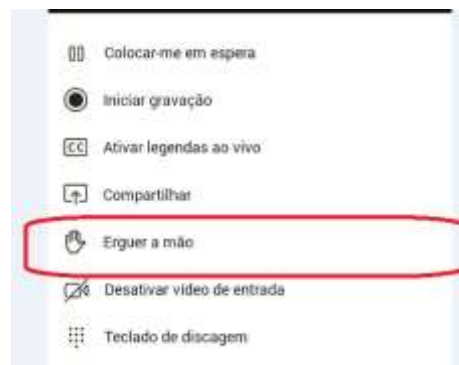 Colocar-me em espera
Iniciar gravação
CC Ativar legendas ao vivo
Compartilhar
Erguer a mão
Desativar vídeo de entrada
Teclado de discagem